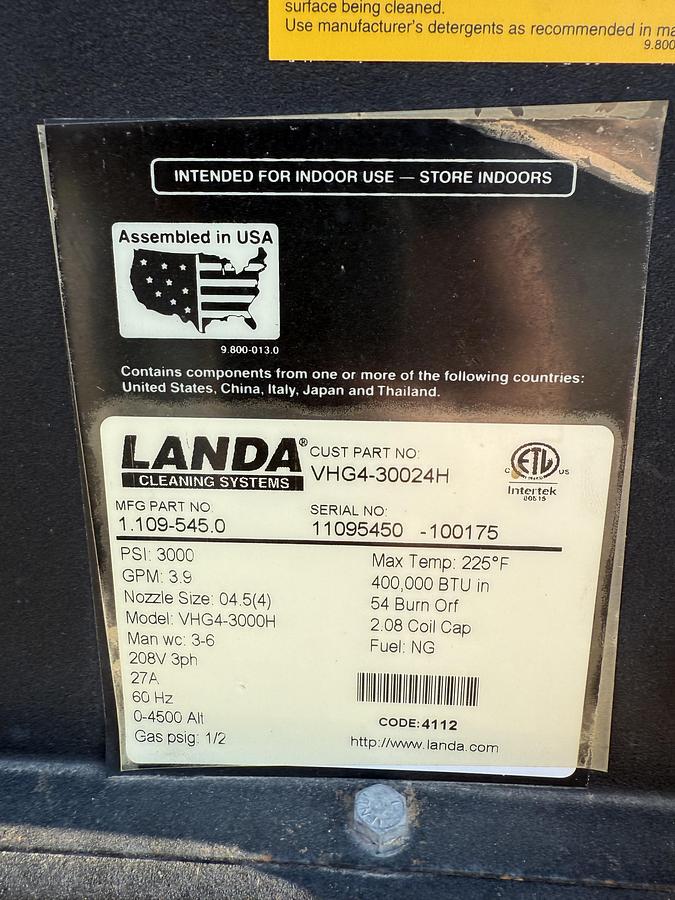 surface being cleaned.
Use manufacturer's detergents as recommended in ma
9.800
INTENDED FOR INDOOR USE — STORE INDOORS
Assembled in USA
9.800-013.0
Contains components from one or more of the following countries:
United States, China, Italy, Japan and Thailand.
LANDA®
CLEANING SYSTEMS
CUST PART NO:
VHG4-30024H
C ETL US
Intertek
MFG PART NO
1.109-545.0
SERIAL NO:
11095450 -100175
PSI: 3000
GPM: 3.9
Nozzle Size: 04.5(4)
Model: VHG4-3000H
Man wc: 3-6
208V 3ph
27A
60 Hz
0-4500 Alt
Gas psig: 1/2
Max Temp: 225°F
400,000 BTU in
54 Burn Orf
2.08 Coil Cap
Fuel: NG
CODE: 4112
http://www.landa.com